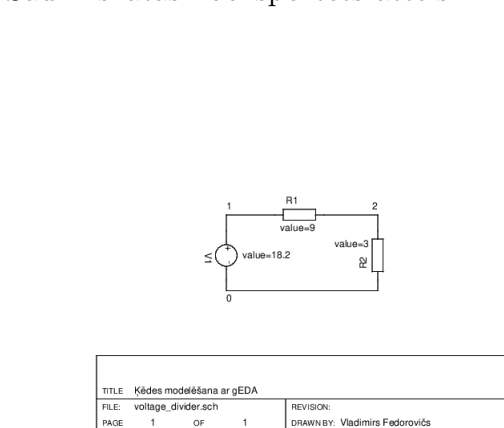 1 R1 2
value=9
value=3
V1 value=18.2 R2
0
TITLE Ķēdes modelēšana ar gEDA
FILE: voltage_divider.sch REVISION:
PAGE 1 OF 1 DRAWN BY: Vladimirs Fedorovičs